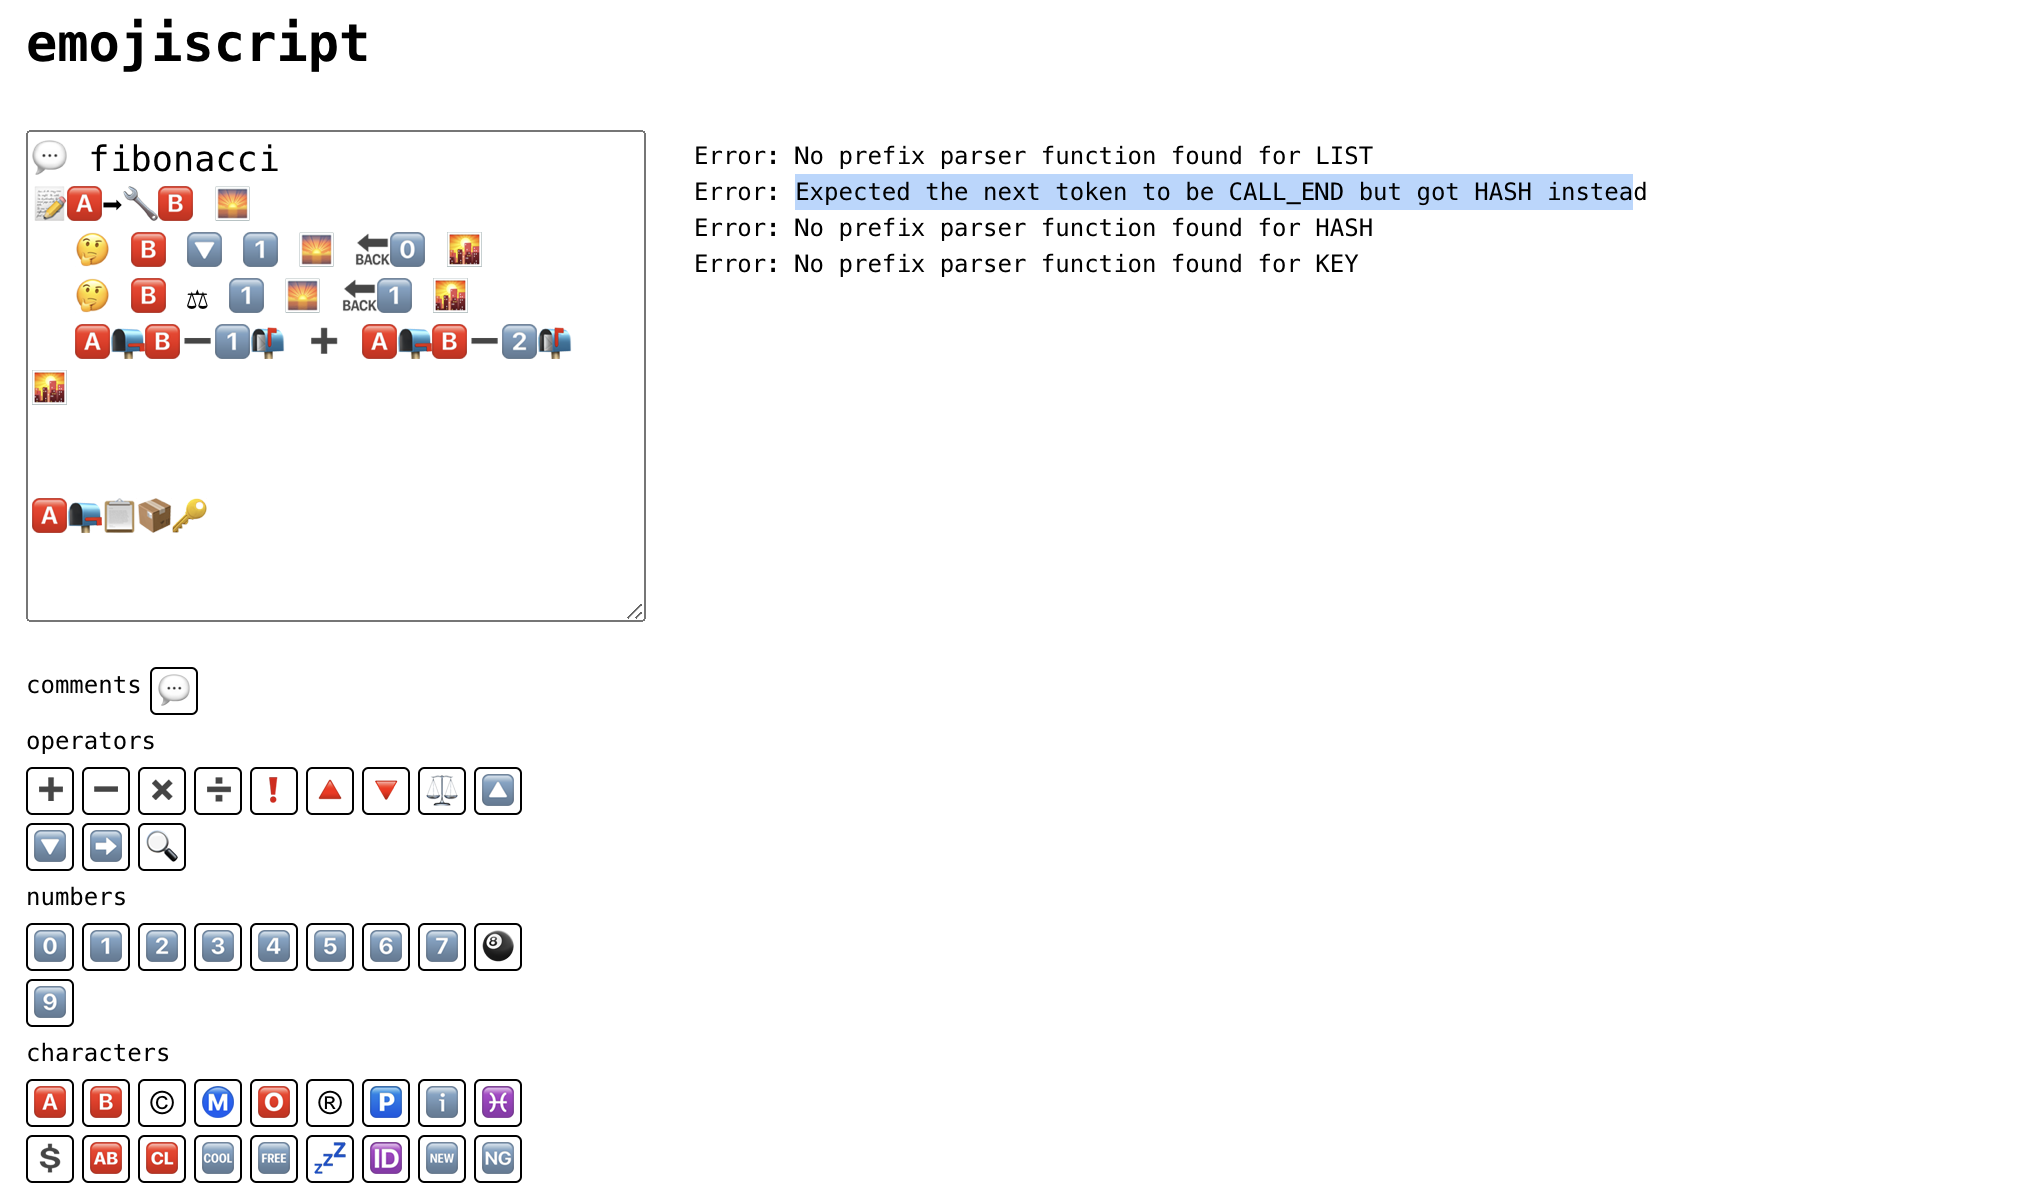 emojiscript
💬 fibonacci
📝🅰➡🔧🅱 🌅
🤔 🅱 🔽 1️⃣ 🌅 🔙0️⃣ 🌇
🤔 🅱 ⚖ 1️⃣ 🌅 🔙1️⃣ 🌇
🅰📭🅱➖1️⃣📬 ➕ 🅰📭🅱➖2️⃣📬
🌇
🅰📭📋📦🔑
Error: No prefix parser function found for LIST
Error: Expected the next token to be CALL_END but got HASH instead
Error: No prefix parser function found for HASH
Error: No prefix parser function found for KEY
comments 💬
operators
➕ ➖ ✖ ➗ ❗ 🔺 🔻 ⚖️ 🔼
🔽 ➡️ 🔍
numbers
0️⃣ 1️⃣ 2️⃣ 3️⃣ 4️⃣ 5️⃣ 6️⃣ 7️⃣ 🎱
9️⃣
characters
🅰 🅱 © Ⓜ️ 🅾 ® 🅿️ ℹ️ ♓
💲 🆎 🆑 🆒 🆓 💤 🆔 🆕 🆖